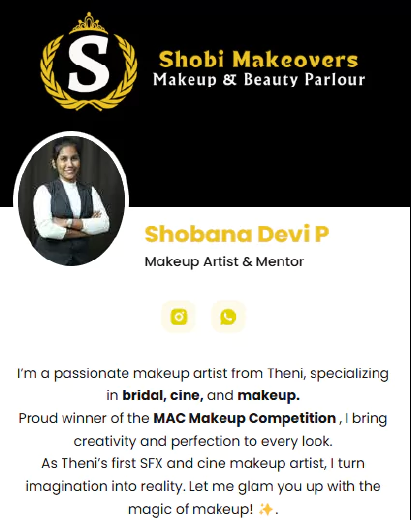 S
Shobi Makeovers
Makeup & Beauty Parlour
Shobana Devi P
Makeup Artist & Mentor
I'm a passionate makeup artist from Theni, specializing
in bridal, cine, and makeup.
Proud winner of the MAC Makeup Competition , I bring
creativity and perfection to every look.
As Theni's first SFX and cine makeup artist, I turn
imagination into reality. Let me glam you up with the
magic of makeup! ✨.